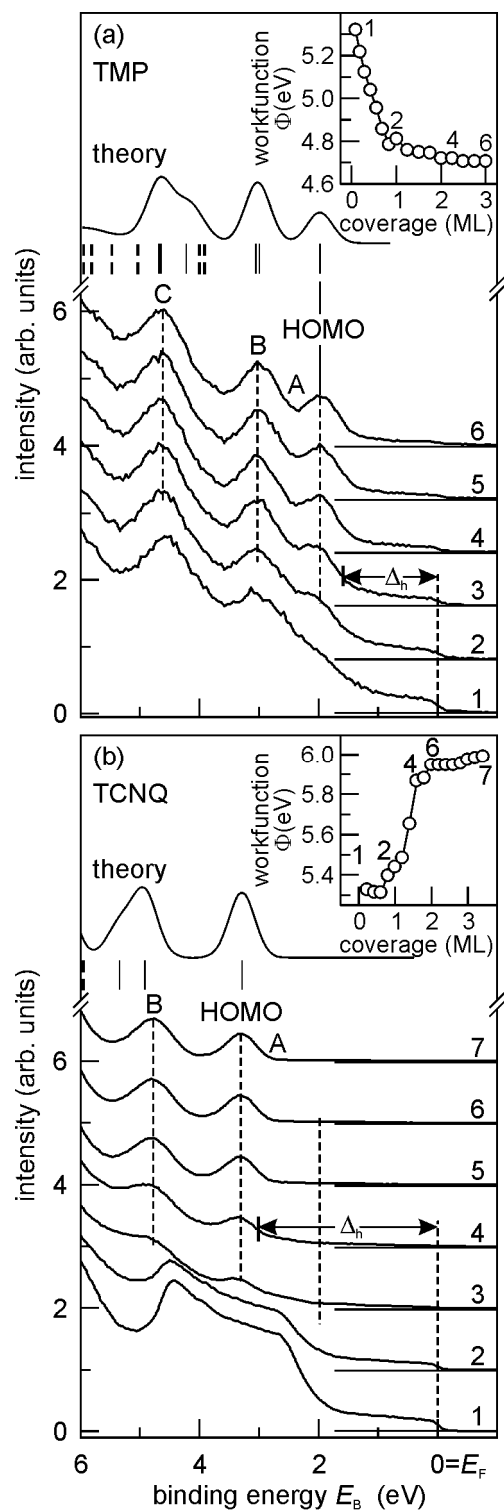 (a)
TMP
theory
workfunction
Φ(eV)
5.2
5.0
4.8
4.6
1
2
4
6
0 1 2 3
coverage (ML)
C
B
A
HOMO
intensity (arb. units)
6
4
2
0
6
5
4
3
2
1
Δh
(b)
TCNQ
theory
workfunction
Φ(eV)
6.0
5.8
5.6
5.4
1
2
4
6
7
0 1 2 3
coverage (ML)
B
HOMO
A
intensity (arb. units)
6
4
2
0
7
6
5
4
3
2
1
Δh
6 4 2 0=EF
binding energy EB (eV)